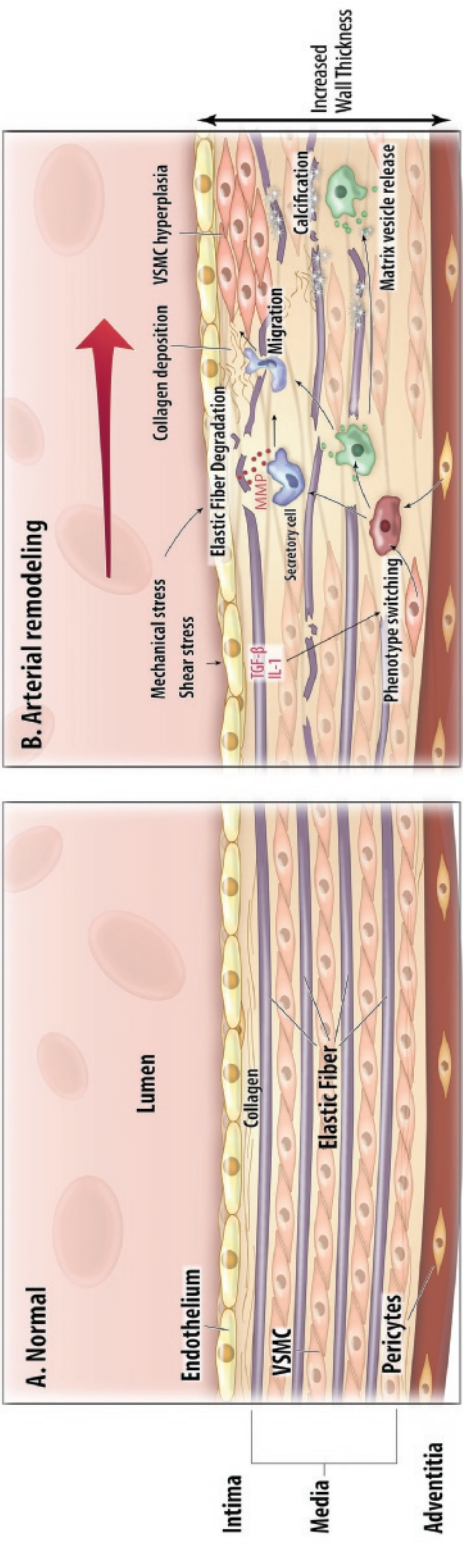 A. Normal
Lumen
Endothelium
Collagen
VSMC
Elastic Fiber
Pericytes
Intima
Media
Adventitia
B. Arterial remodeling
Mechanical stress
Shear stress
Collagen deposition
VSMC hyperplasia
Elastic Fiber Degradation
TGF-β
IL-1
MMP
Secretory cell
Migration
Calcification
Phenotype switching
Matrix vesicle release
Increased
Wall Thickness